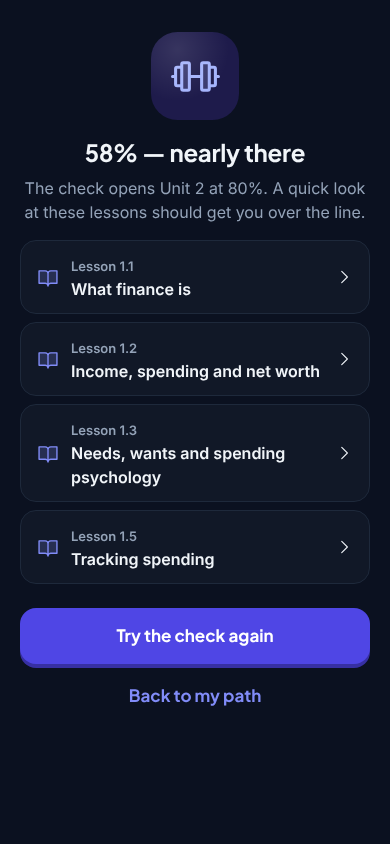 58% — nearly there
The check opens Unit 2 at 80%. A quick look
at these lessons should get you over the line.
Lesson 1.1
What finance is
Lesson 1.2
Income, spending and net worth
Lesson 1.3
Needs, wants and spending
psychology
Lesson 1.5
Tracking spending
Try the check again
Back to my path